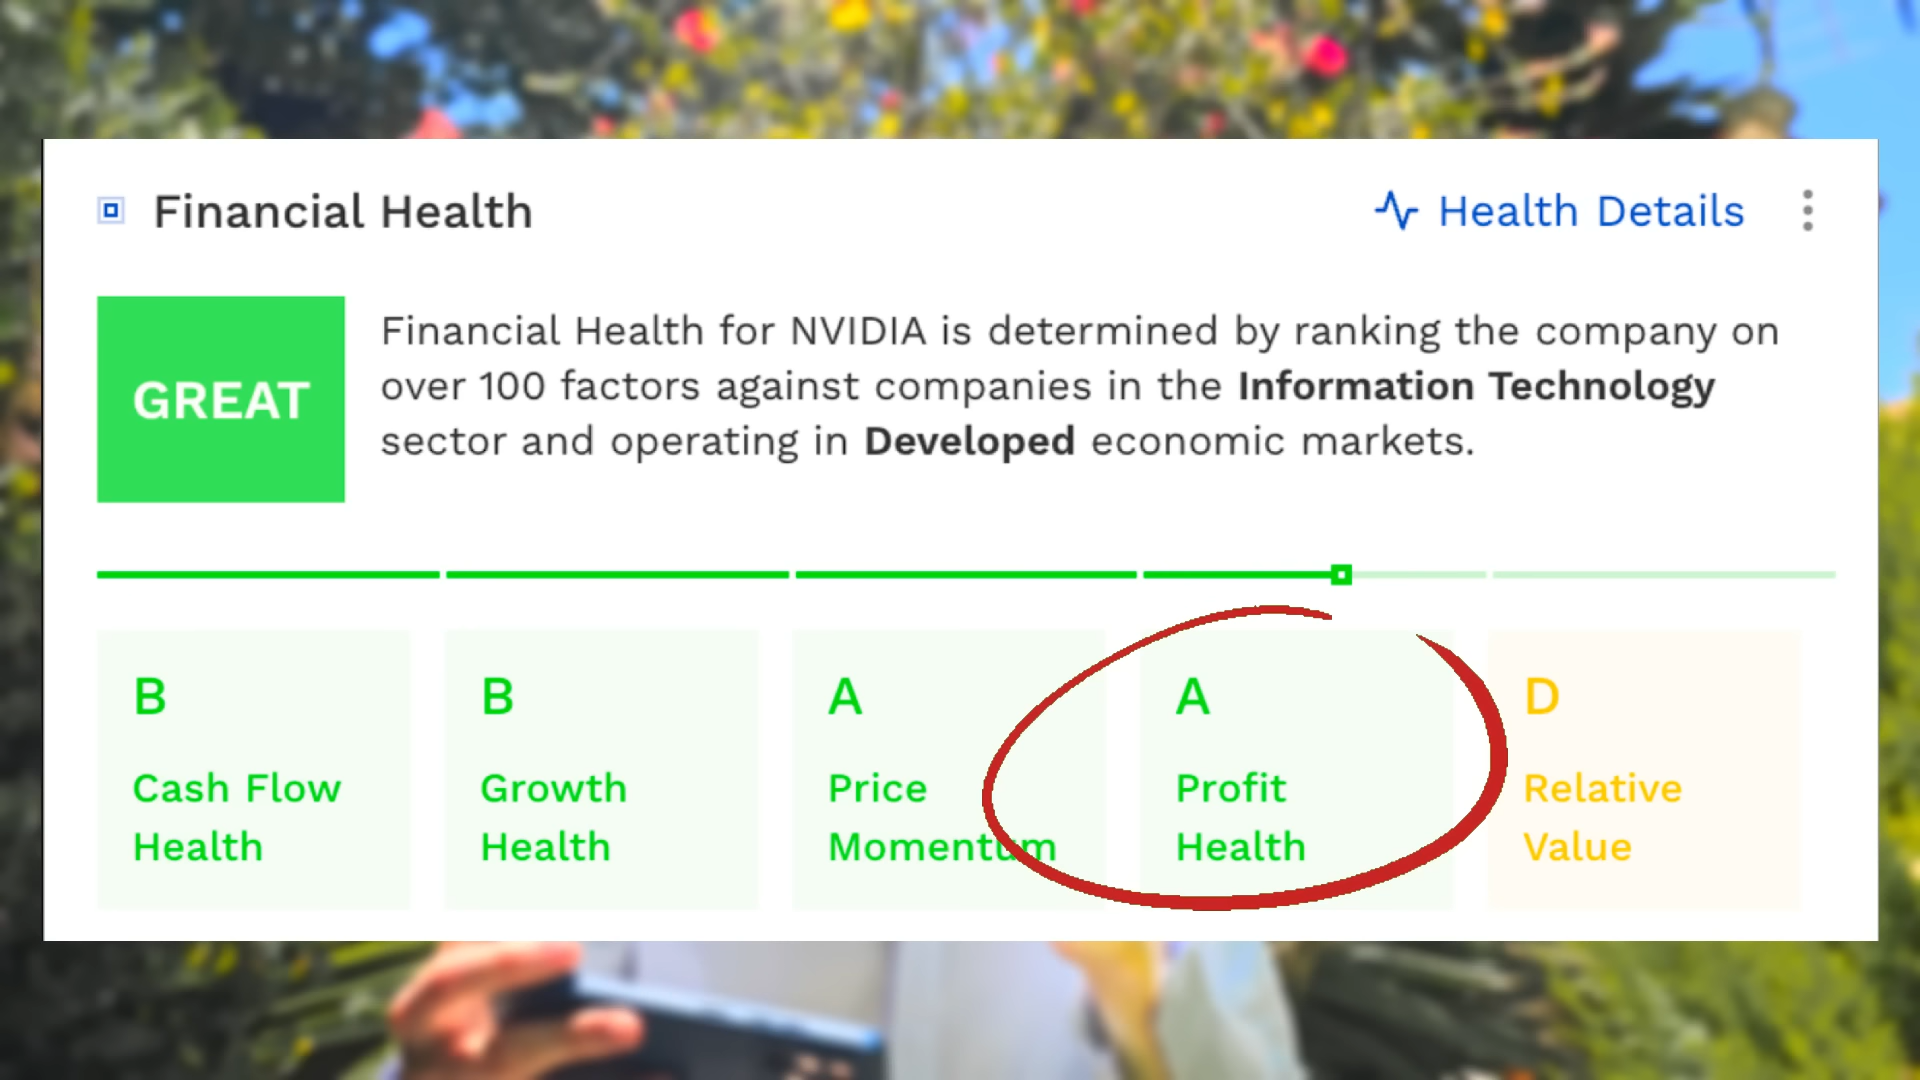 Financial Health
Health Details
GREAT
Financial Health for NVIDIA is determined by ranking the company on
over 100 factors against companies in the Information Technology
sector and operating in Developed economic markets.
B
Cash Flow
Health
B
Growth
Health
A
Price
Momentum
A
Profit
Health
D
Relative
Value